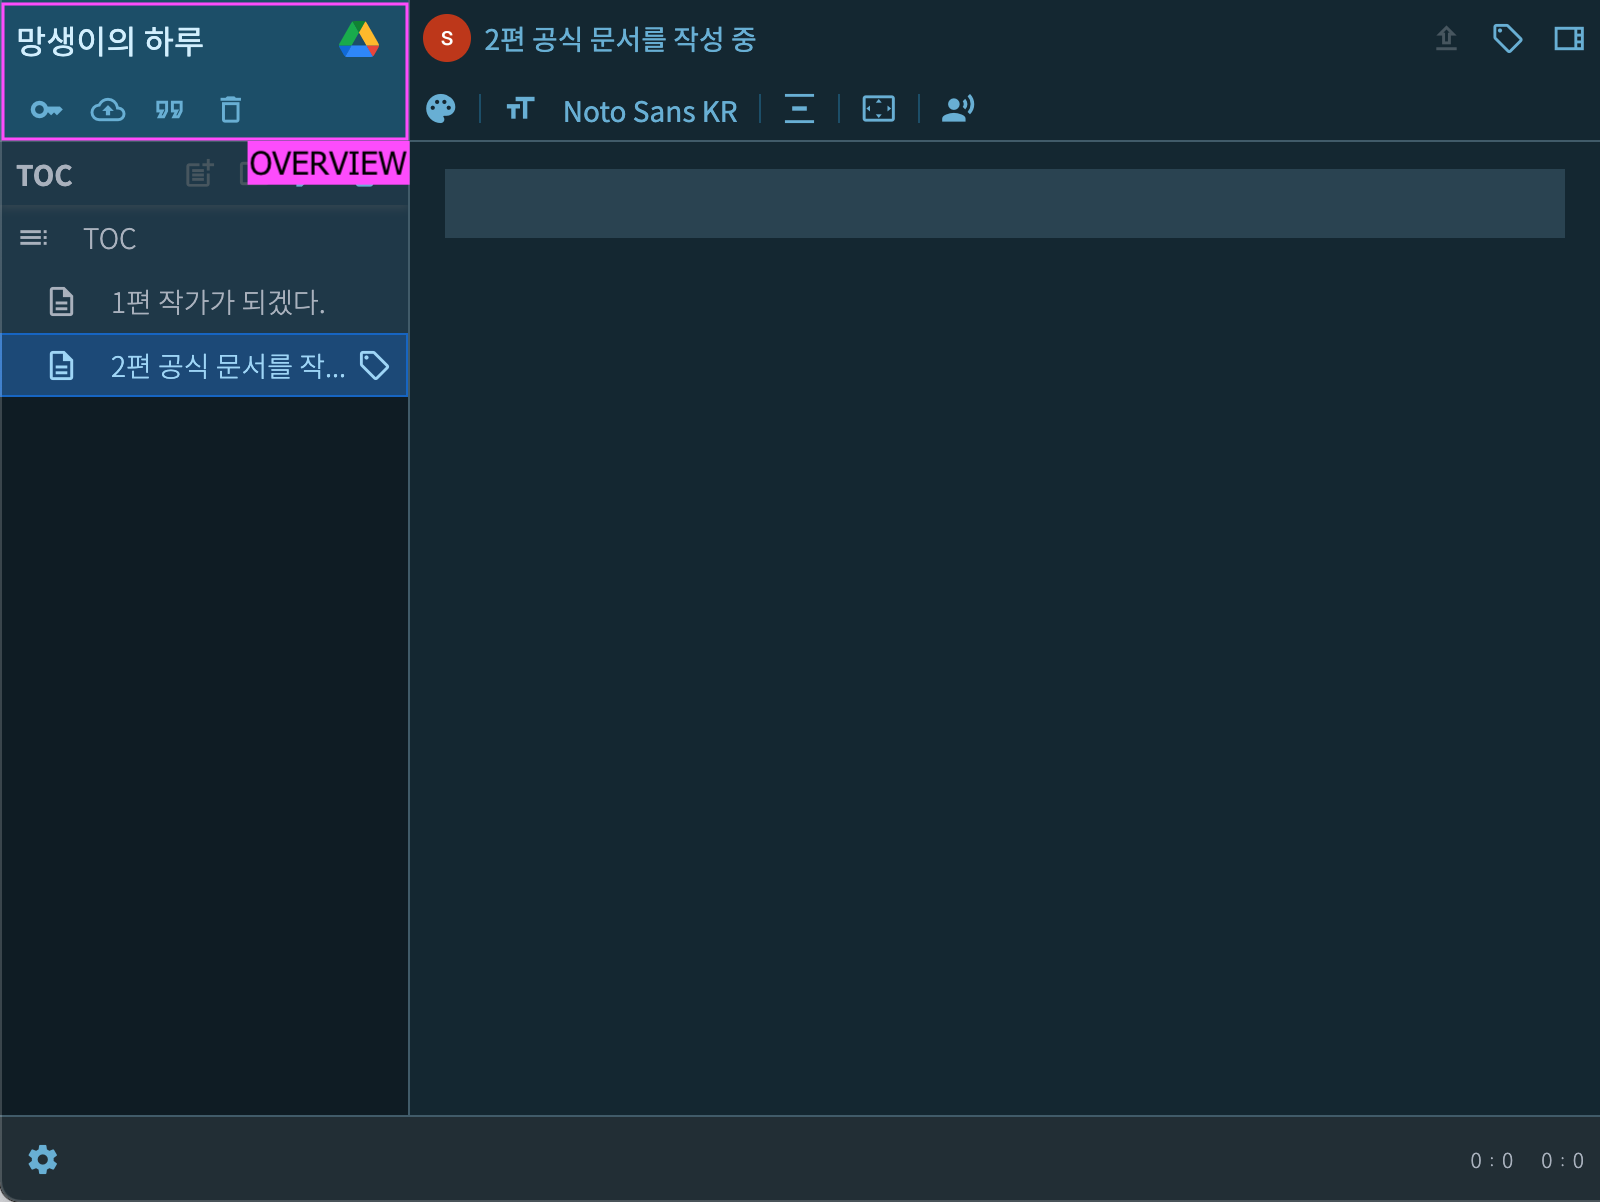 망생이의 하루
OVERVIEW
TOC
TOC
1편 작가가 되겠다.
2편 공식 문서를 작...
S
2편 공식 문서를 작성 중
Noto Sans KR
0 : 0 0 : 0